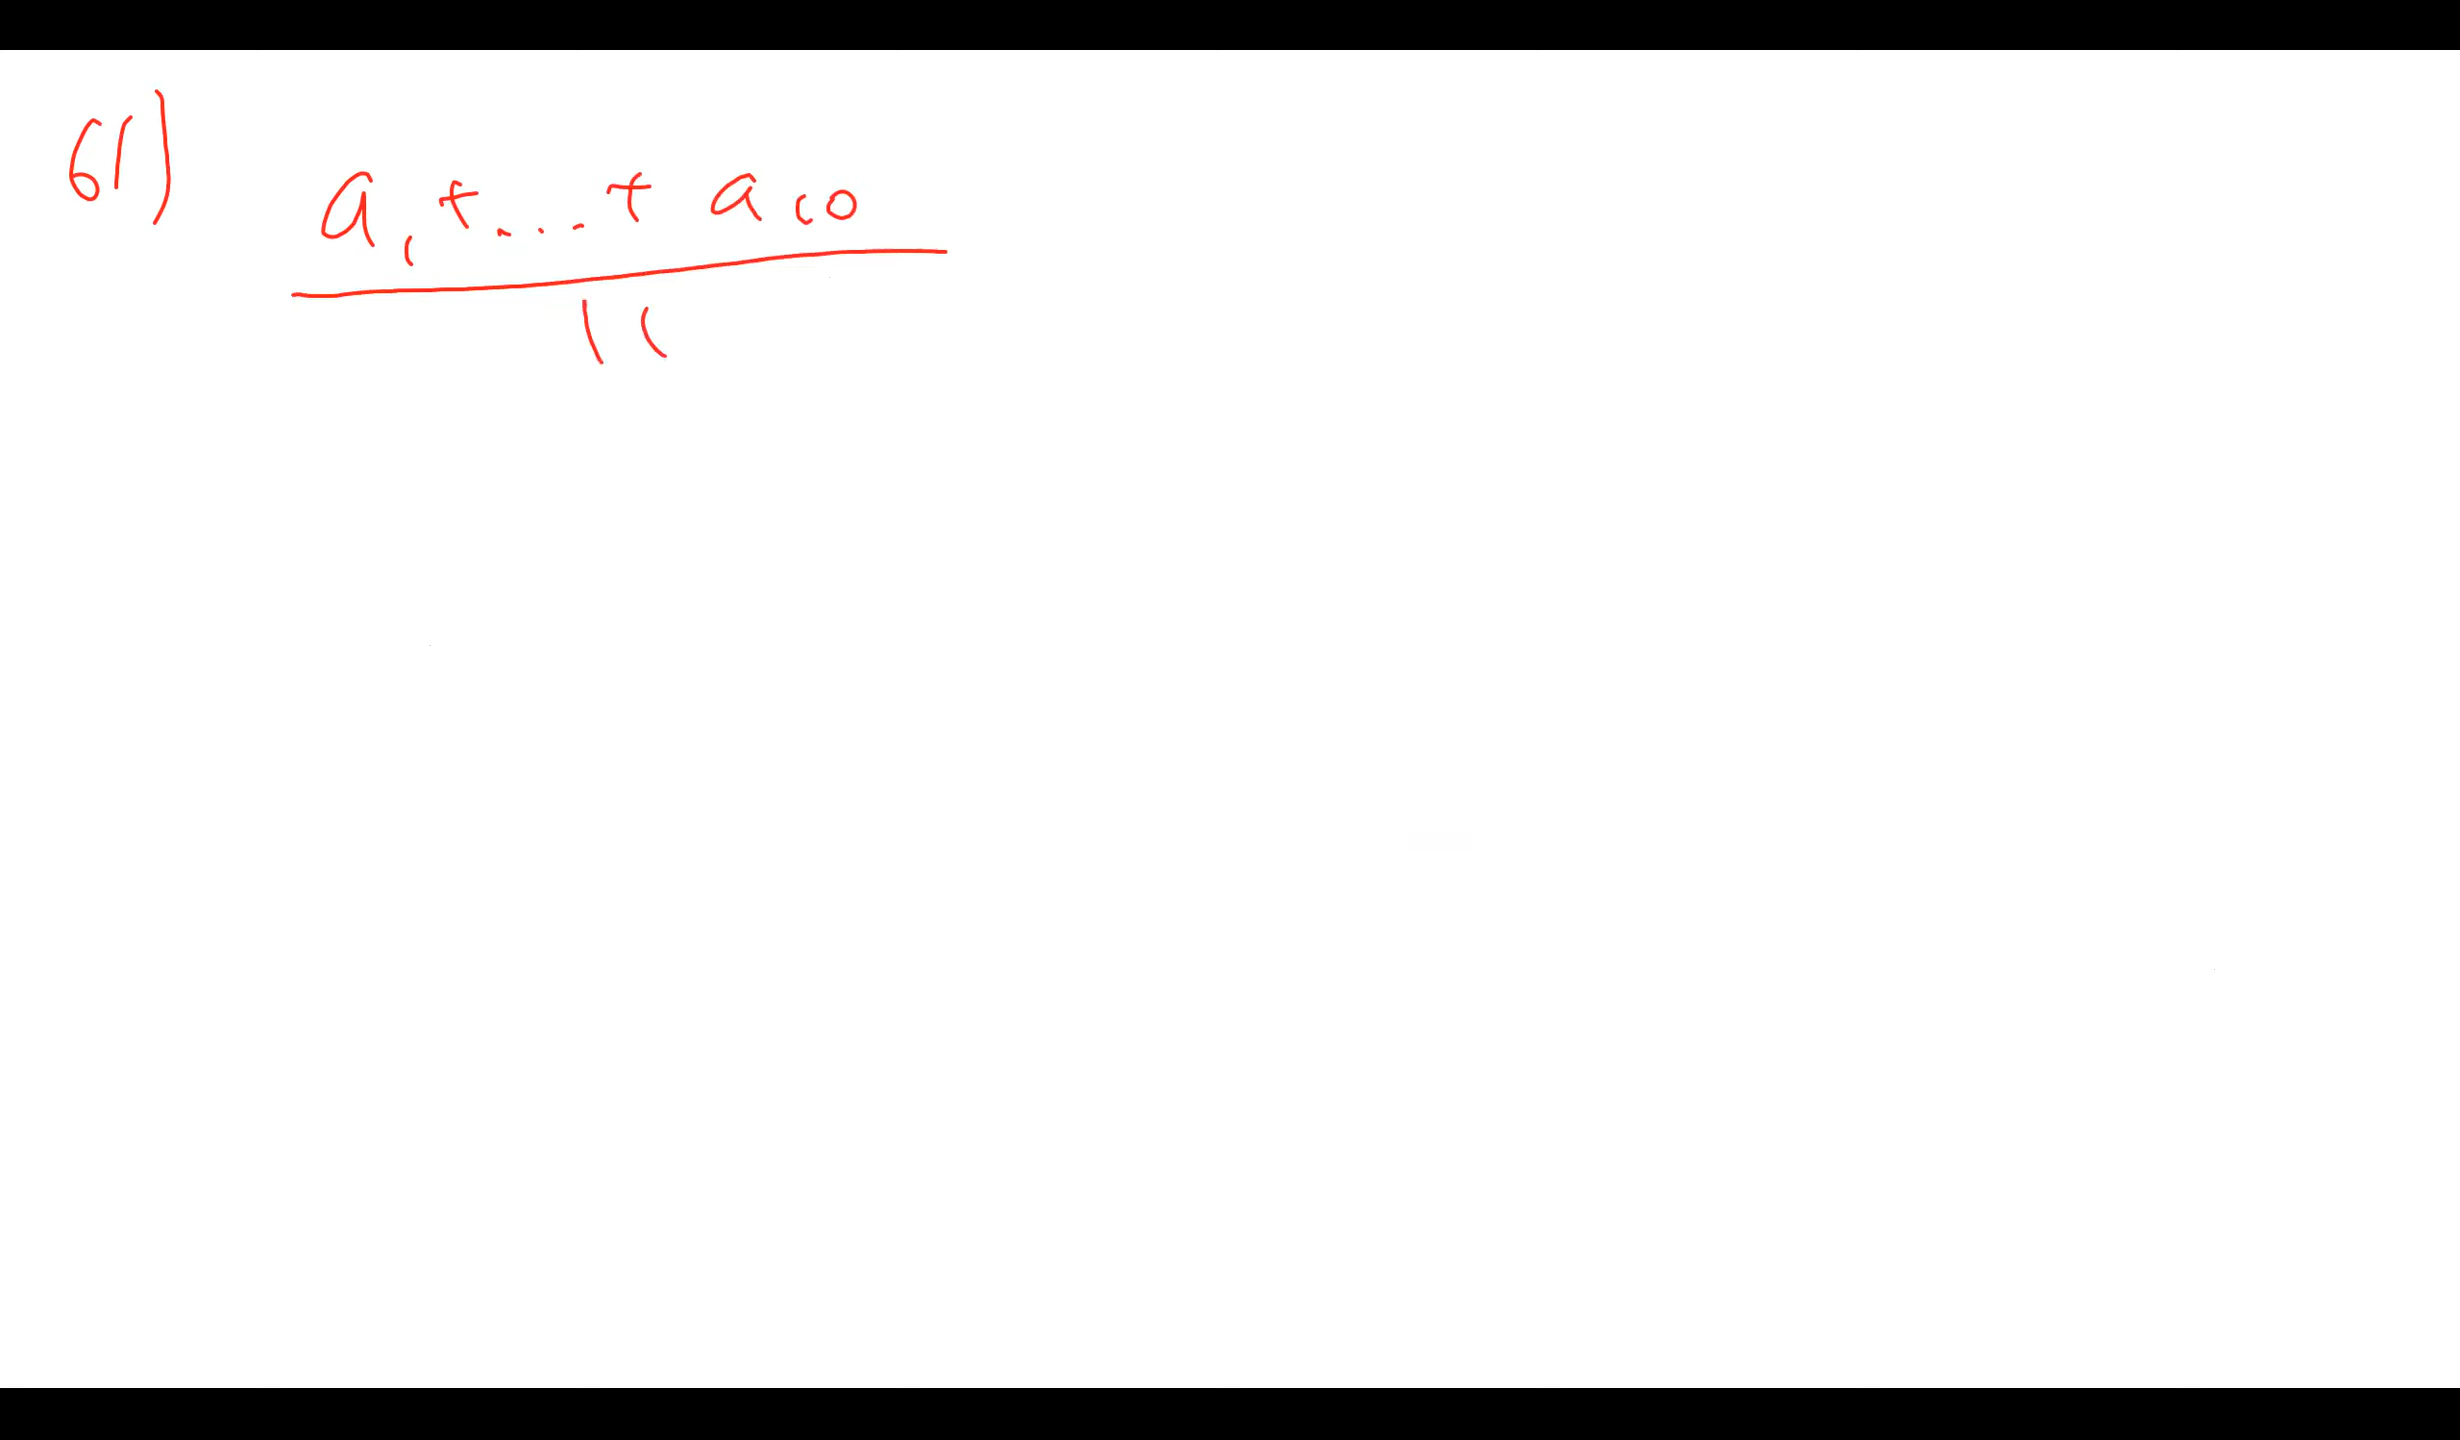 61)
a₁ + .... + a₁₀
11